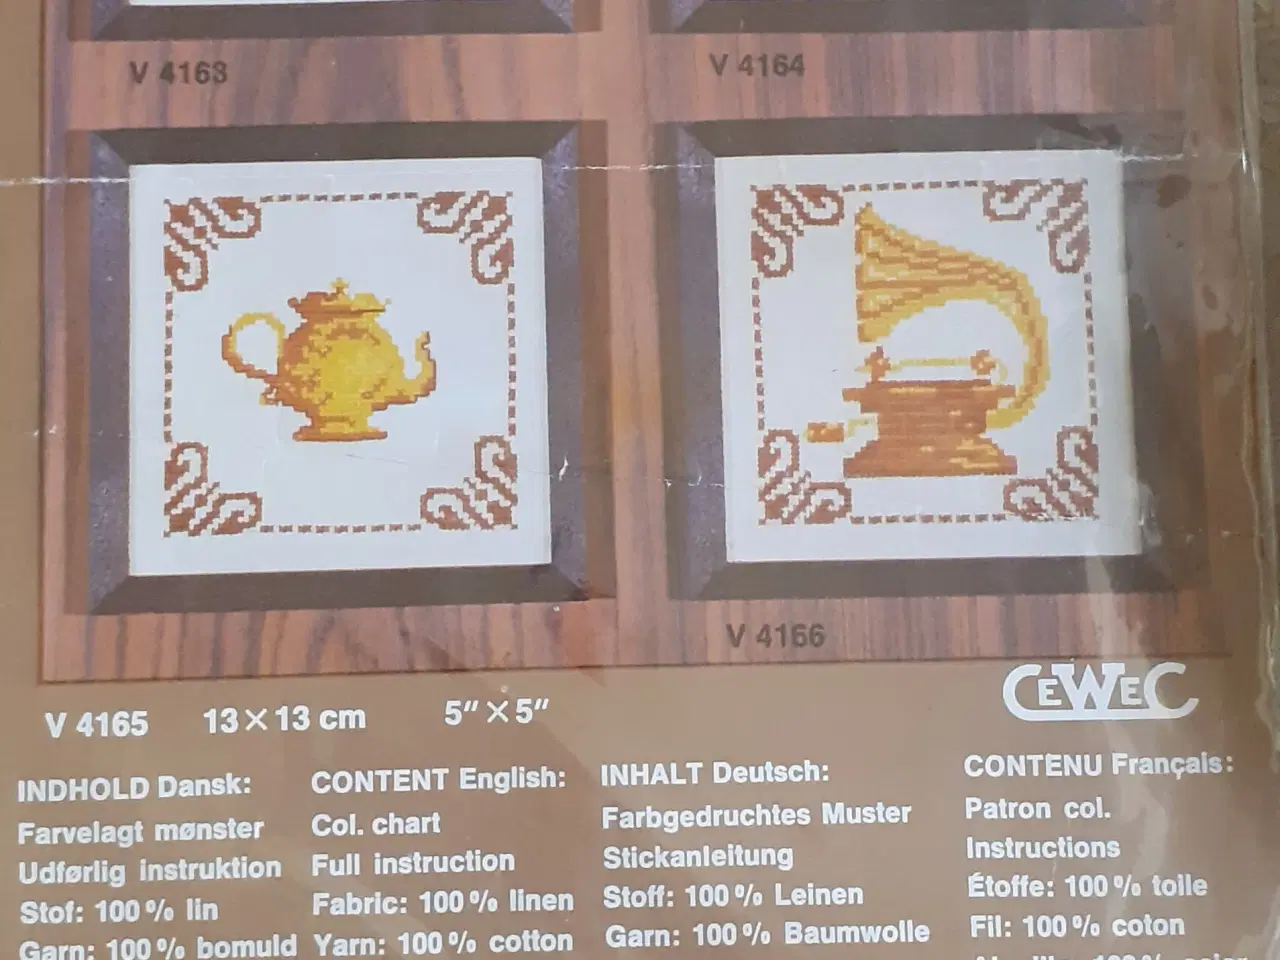 V 4163
V 4164
V 4166
CEWEC
V 4165 13×13 cm 5"×5"
INDHOLD Dansk:
Farvelagt mønster
Udførlig instruktion
Stof: 100% lin
Garn: 100% bomuld
CONTENT English:
Col. chart
Full instruction
Fabric: 100% linen
Yarn: 100% cotton
INHALT Deutsch:
Farbgedruchtes Muster
Stickanleitung
Stoff: 100% Leinen
Garn: 100% Baumwolle
CONTENU Français:
Patron col.
Instructions
Étoffe: 100% toile
Fil: 100% coton